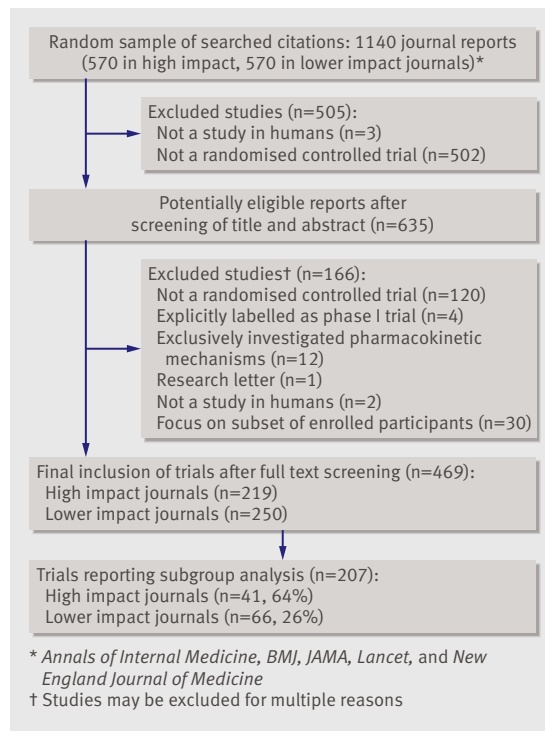 Random sample of searched citations: 1140 journal reports
(570 in high impact, 570 in lower impact journals)*
Excluded studies (n=505):
Not a study in humans (n=3)
Not a randomised controlled trial (n=502)
Potentially eligible reports after
screening of title and abstract (n=635)
Excluded studies† (n=166):
Not a randomised controlled trial (n=120)
Explicitly labelled as phase I trial (n=4)
Exclusively investigated pharmacokinetic
mechanisms (n=12)
Research letter (n=1)
Not a study in humans (n=2)
Focus on subset of enrolled participants (n=30)
Final inclusion of trials after full text screening (n=469):
High impact journals (n=219)
Lower impact journals (n=250)
Trials reporting subgroup analysis (n=207):
High impact journals (n=41, 64%)
Lower impact journals (n=66, 26%)
* Annals of Internal Medicine, BMJ, JAMA, Lancet, and New
England Journal of Medicine
† Studies may be excluded for multiple reasons